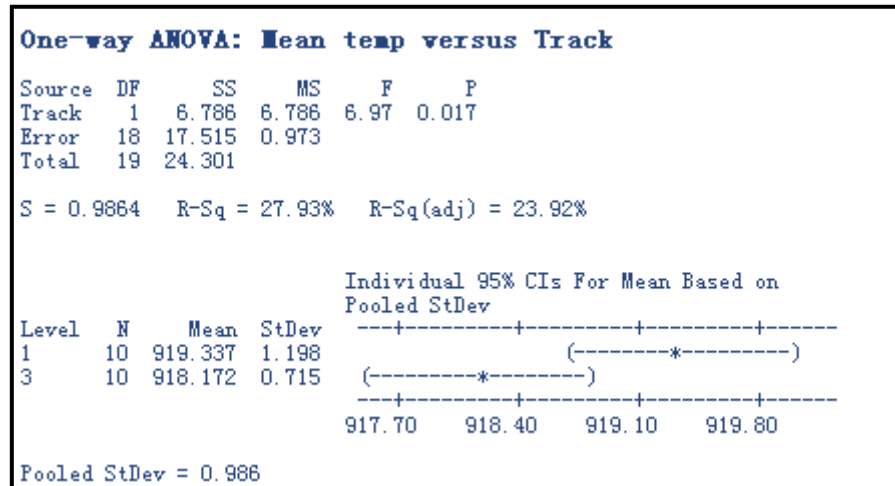 One-way ANOVA: Mean temp versus Track
Source  DF      SS     MS     F      P
Track    1   6.786  6.786  6.97  0.017
Error   18  17.515  0.973
Total   19  24.301
S = 0.9864   R-Sq = 27.93%   R-Sq(adj) = 23.92%
Individual 95% CIs For Mean Based on
Pooled StDev
Level   N     Mean  StDev   ---+---------+---------+---------+------
1      10  919.337  1.198                     (--------*---------)
3      10  918.172  0.715    (---------*--------)
---+---------+---------+---------+------
917.70    918.40    919.10    919.80
Pooled StDev = 0.986